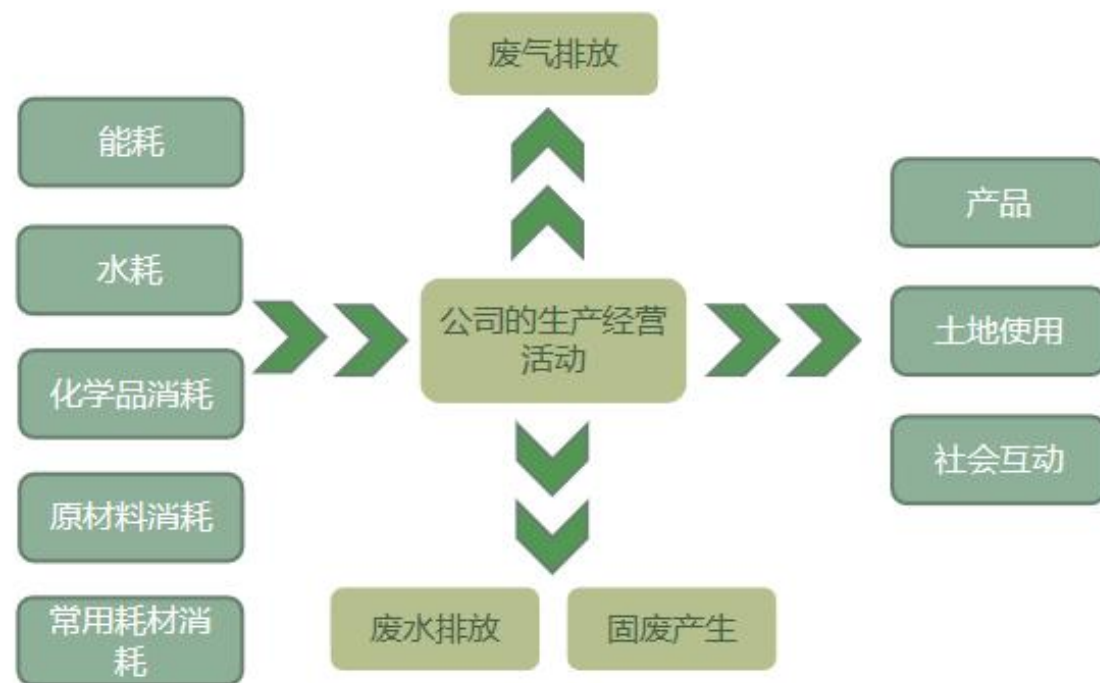 废气排放
能耗
水耗
化学品消耗
原材料消耗
常用耗材消
耗
公司的生产经营
活动
产品
土地使用
社会互动
废水排放
固废产生